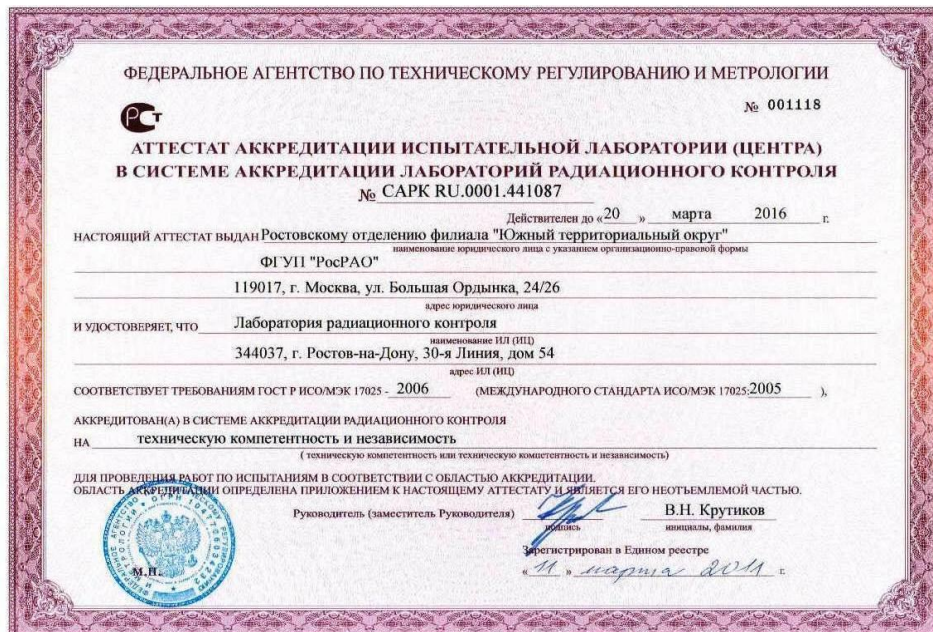 ФЕДЕРАЛЬНОЕ АГЕНТСТВО ПО ТЕХНИЧЕСКОМУ РЕГУЛИРОВАНИЮ И МЕТРОЛОГИИ
№ 001118
РСТ
АТТЕСТАТ АККРЕДИТАЦИИ ИСПЫТАТЕЛЬНОЙ ЛАБОРАТОРИИ (ЦЕНТРА)
В СИСТЕМЕ АККРЕДИТАЦИИ ЛАБОРАТОРИЙ РАДИАЦИОННОГО КОНТРОЛЯ
№ САРК RU.0001.441087
Действителен до «20» марта 2016 г.
НАСТОЯЩИЙ АТТЕСТАТ ВЫДАН Ростовскому отделению филиала "Южный территориальный округ"
наименование юридического лица с указанием организационно-правовой формы
ФГУП "РосРАО"
119017, г. Москва, ул. Большая Ордынка, 24/26
адрес юридического лица
И УДОСТОВЕРЯЕТ, ЧТО Лаборатория радиационного контроля
наименование ИЛ (ИЦ)
344037, г. Ростов-на-Дону, 30-я Линия, дом 54
адрес ИЛ (ИЦ)
СООТВЕТСТВУЕТ ТРЕБОВАНИЯМ ГОСТ Р ИСО/МЭК 17025 - 2006 (МЕЖДУНАРОДНОГО СТАНДАРТА ИСО/МЭК 17025:2005 ),
АККРЕДИТОВАН(А) В СИСТЕМЕ АККРЕДИТАЦИИ РАДИАЦИОННОГО КОНТРОЛЯ
НА техническую компетентность и независимость
( техническую компетентность или техническую компетентность и независимость)
ДЛЯ ПРОВЕДЕНИЯ РАБОТ ПО ИСПЫТАНИЯМ В СООТВЕТСТВИИ С ОБЛАСТЬЮ АККРЕДИТАЦИИ.
ОБЛАСТЬ АККРЕДИТАЦИИ ОПРЕДЕЛЕНА ПРИЛОЖЕНИЕМ К НАСТОЯЩЕМУ АТТЕСТАТУ И ЯВЛЯЕТСЯ ЕГО НЕОТЪЕМЛЕМОЙ ЧАСТЬЮ.
Руководитель (заместитель Руководителя) В.Н. Крутиков
подпись инициалы, фамилия
М.П.
Зарегистрирован в Едином реестре
«11» марта 2011 г.